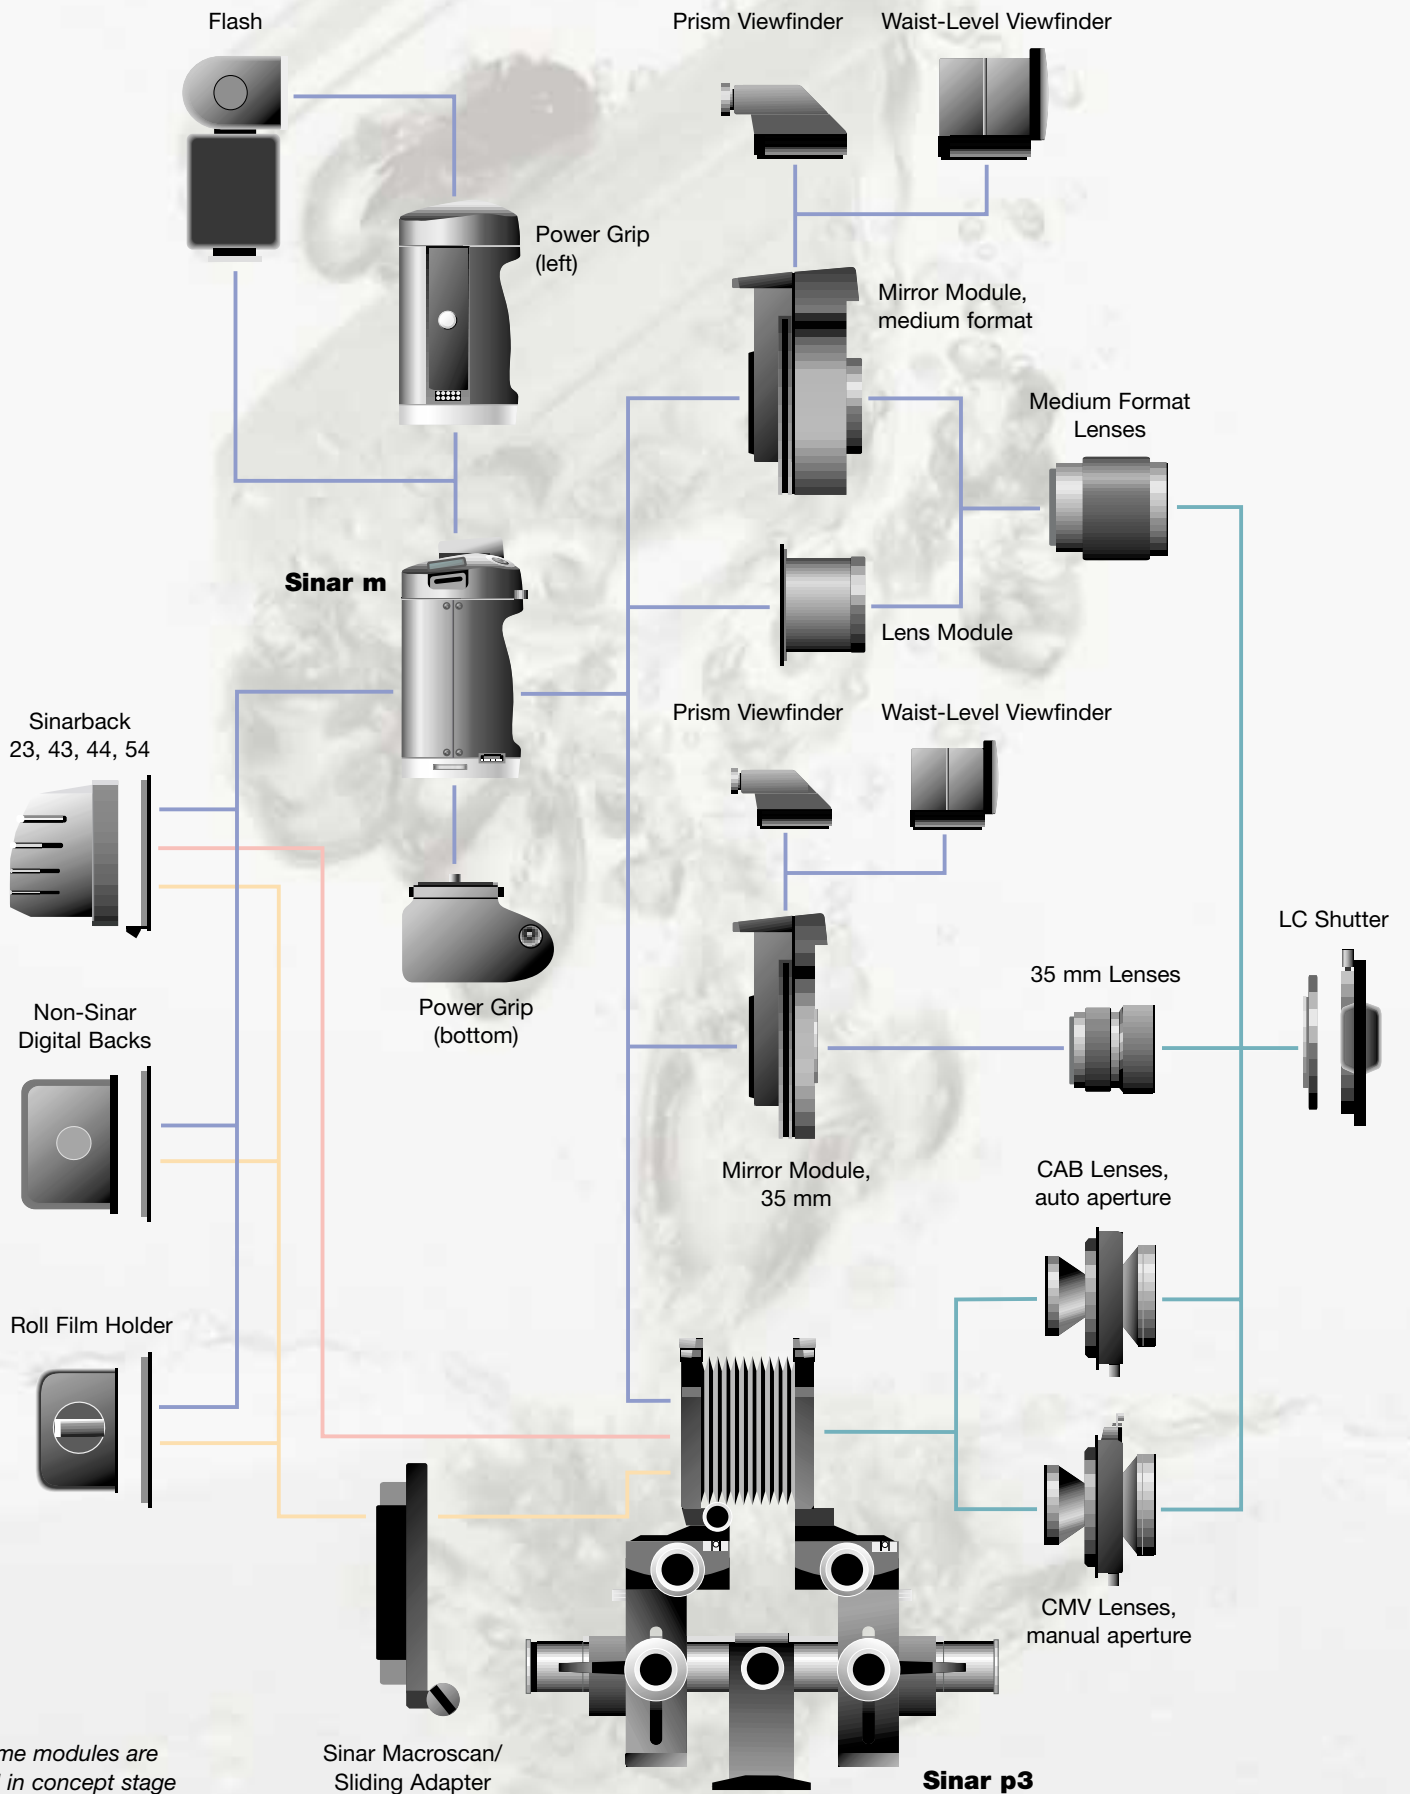 Flash
Prism Viewfinder
Waist-Level Viewfinder
Power Grip
(left)
Mirror Module,
medium format
Medium Format
Lenses
Sinar m
Lens Module
Prism Viewfinder
Waist-Level Viewfinder
Sinarback
23, 43, 44, 54
LC Shutter
35 mm Lenses
Non-Sinar
Digital Backs
Power Grip
(bottom)
Mirror Module,
35 mm
CAB Lenses,
auto aperture
Roll Film Holder
CMV Lenses,
manual aperture
modules are
in concept stage
Sinar Macroscan/
Sliding Adapter
Sinar p3